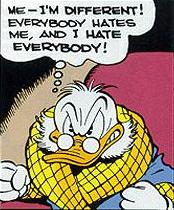 ME—I'M DIFFERENT!
EVERYBODY HATES
ME, AND I HATE
EVERYBODY!